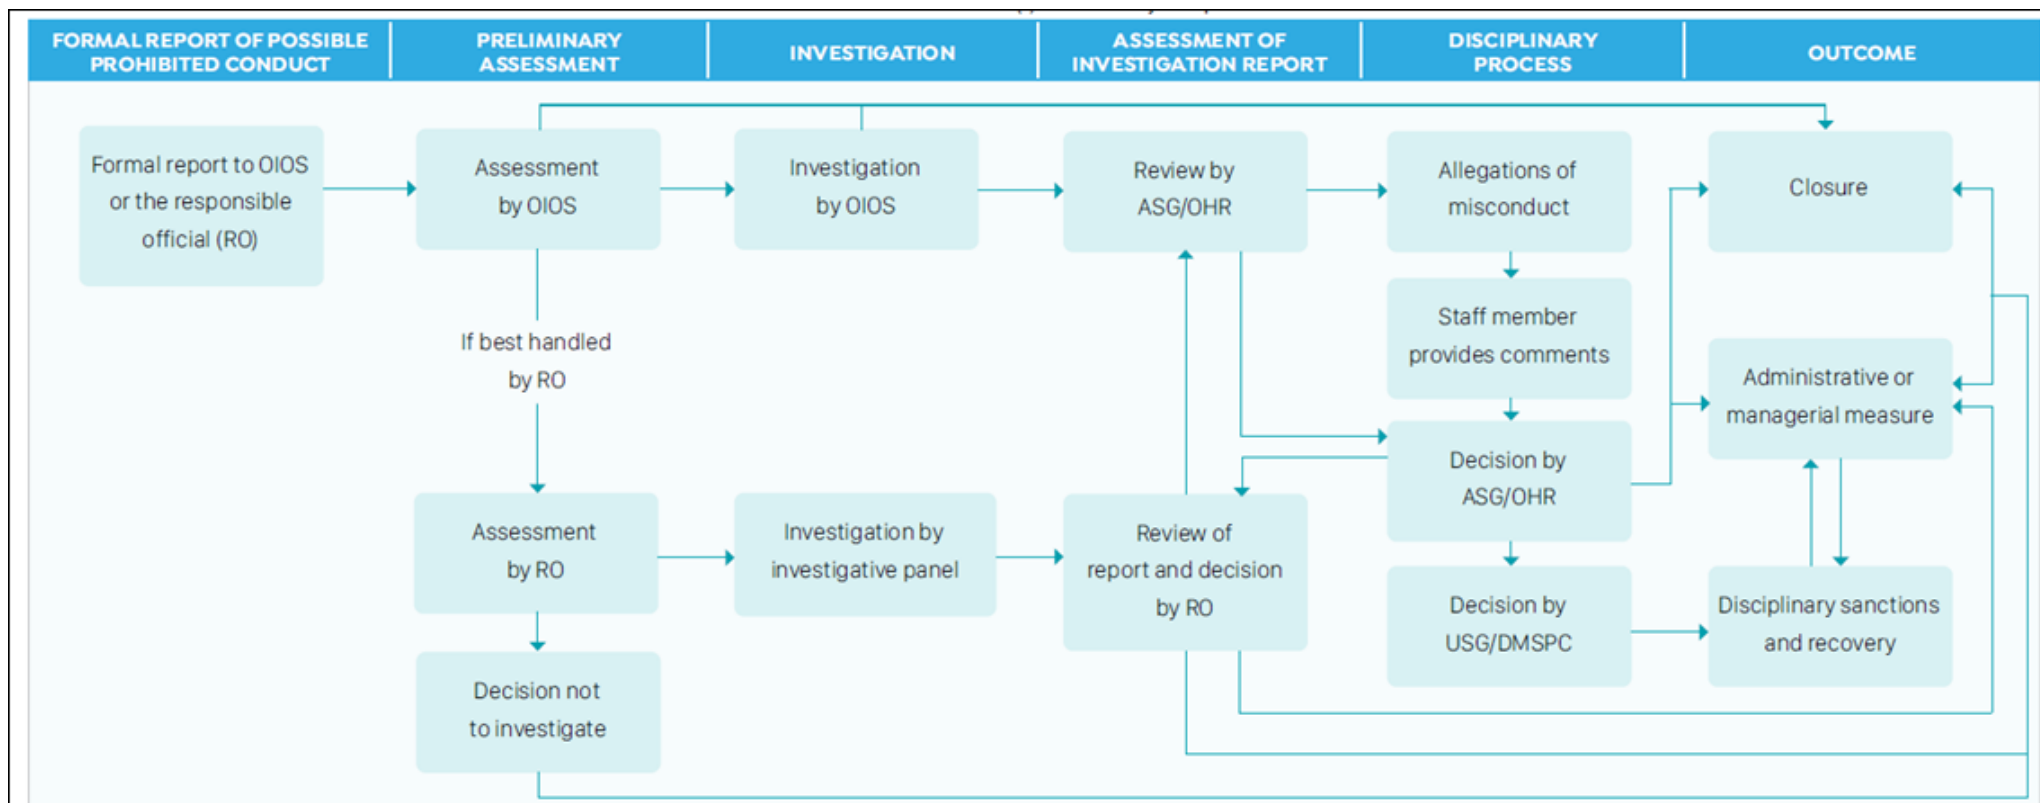 FORMAL REPORT OF POSSIBLE
PROHIBITED CONDUCT
PRELIMINARY
ASSESSMENT
INVESTIGATION
ASSESSMENT OF
INVESTIGATION REPORT
DISCIPLINARY
PROCESS
OUTCOME
Formal report to OIOS
or the responsible
official (RO)
Assessment
by OIOS
Investigation
by OIOS
Review by
ASG/OHR
Allegations of
misconduct
Closure
Staff member
provides comments
If best handled
by RO
Administrative or
managerial measure
Decision by
ASG/OHR
Assessment
by RO
Investigation by
investigative panel
Review of
report and decision
by RO
Decision by
USG/DMSPC
Disciplinary sanctions
and recovery
Decision not
to investigate